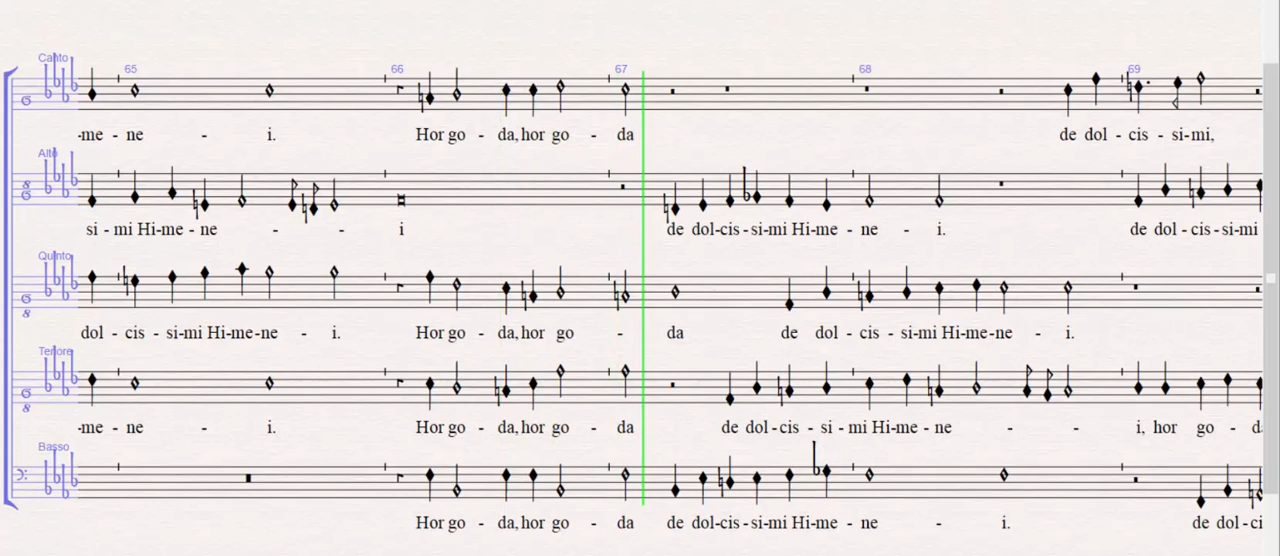 Canto
65 66 67 68 69
-me - ne - i. Hor go - da, hor go - da de dol - cis - si-mi,
Alto
si - mi Hi-me - ne - - i de dol-cis-si-mi Hi-me - ne - i. de dol - cis - si-mi
Quinto
dol - cis - si-mi Hi-me-ne - i. Hor go - da, hor go - da de dol - cis - si-mi Hi-me-ne - i.
Tenore
-me - ne - i. Hor go - da, hor go - da de dol - cis - si - mi Hi-me - ne - - i, hor go - d
Basso
Hor go - da, hor go - da de dol-cis-si-mi Hi-me - ne - i. de dol - ci